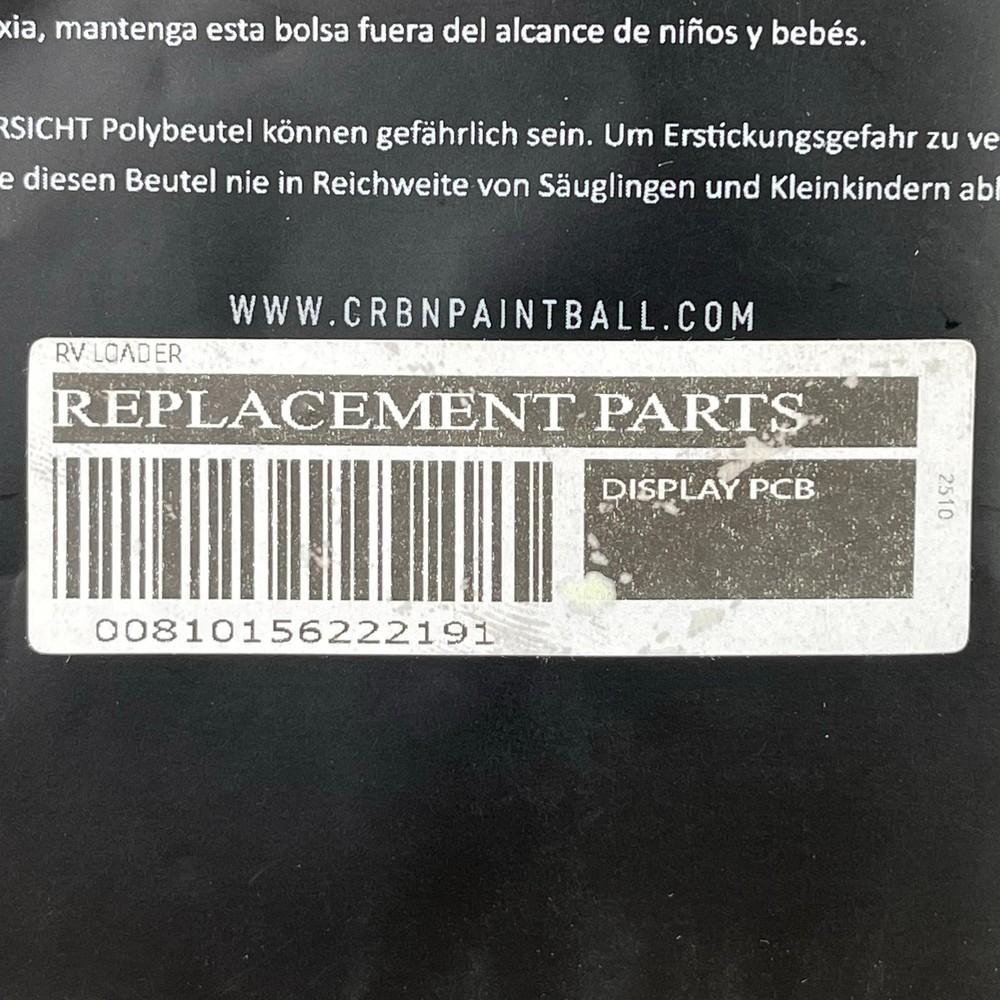 xia, mantenga esta bolsa fuera del alcance de niños y bebés.
RSICHT Polybeutel können gefährlich sein. Um Erstickungsgefahr zu ve
e diesen Beutel nie in Reichweite von Säuglingen und Kleinkindern abl
WWW.CRBNPAINTBALL.COM
RV LOADER
REPLACEMENT PARTS
DISPLAY PCB
2510
00810156222191